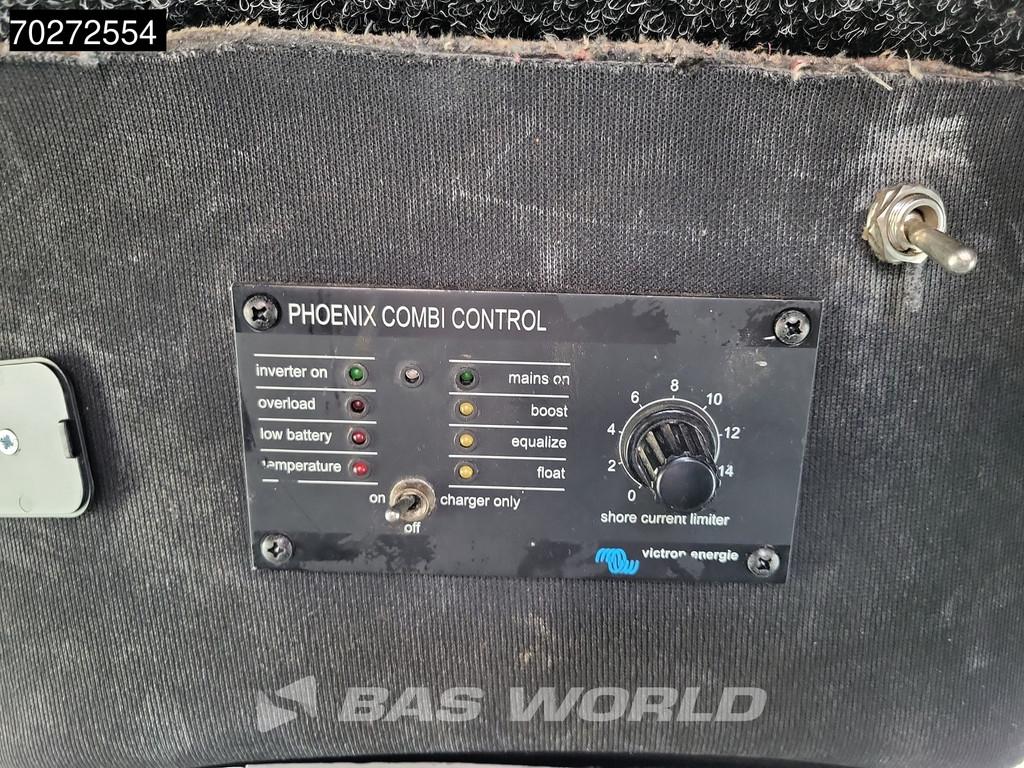 70272554
PHOENIX COMBI CONTROL
inverter on
overload
low battery
temperature
mains on
boost
equalize
float
on
off
charger only
0 2 4 6 8 10 12 14
shore current limiter
victron energie
BAS WORLD